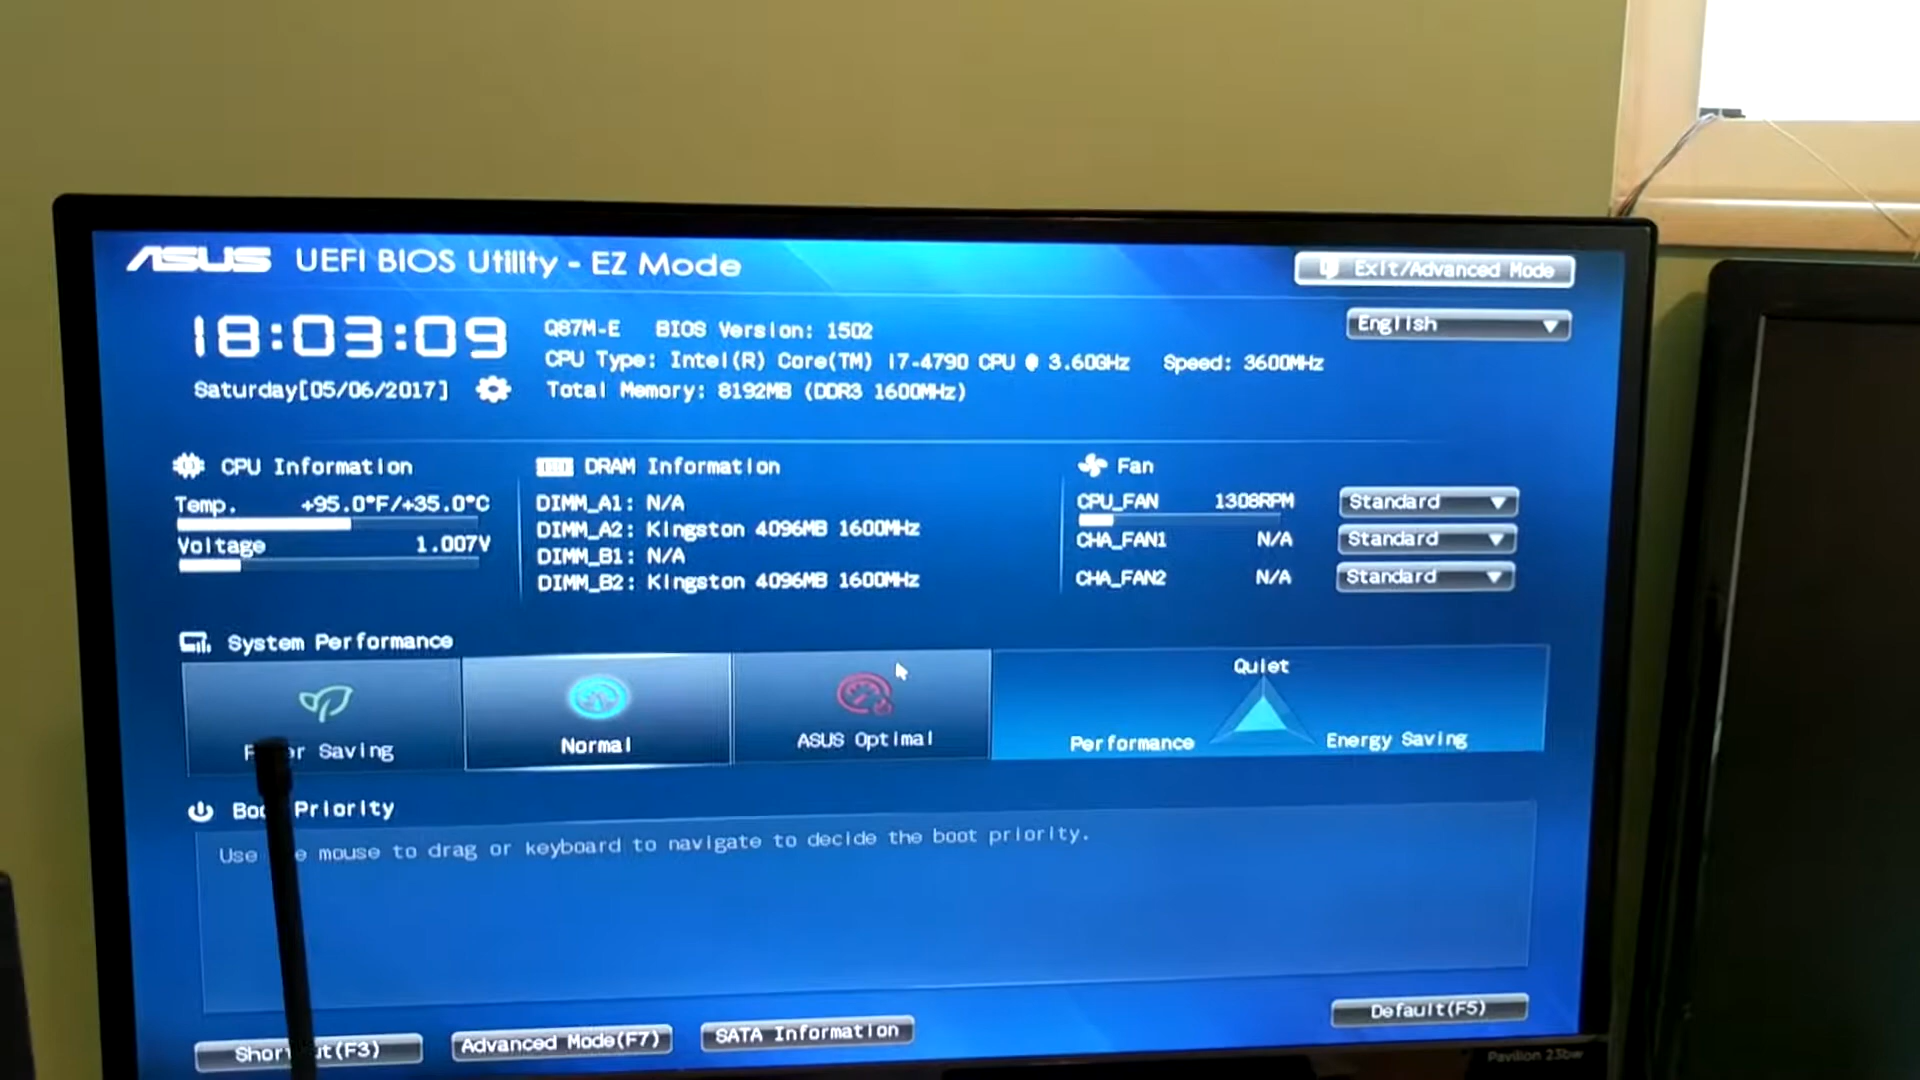 ASUS UEFI BIOS Utility - EZ Mode
Exit/Advanced Mode
English
18:03:09
Saturday[05/06/2017]
Q87M-E BIOS Version: 1502
CPU Type: Intel(R) Core(TM) i7-4790 CPU @ 3.60GHz Speed: 3600MHz
Total Memory: 8192MB (DDR3 1600MHz)
CPU Information
Temp. +95.0°F/+35.0°C
Voltage 1.007V
DRAM Information
DIMM_A1: N/A
DIMM_A2: Kingston 4096MB 1600MHz
DIMM_B1: N/A
DIMM_B2: Kingston 4096MB 1600MHz
Fan
CPU_FAN 1308RPM Standard
CHA_FAN1 N/A Standard
CHA_FAN2 N/A Standard
System Performance
Saving
Normal
ASUS Optimal
Quiet
Performance
Energy Saving
Priority
Use mouse to drag or keyboard to navigate to decide the boot priority.
Default(F5)
(F3)
Advanced Mode(F7)
SATA Information
Pavilion 23bw